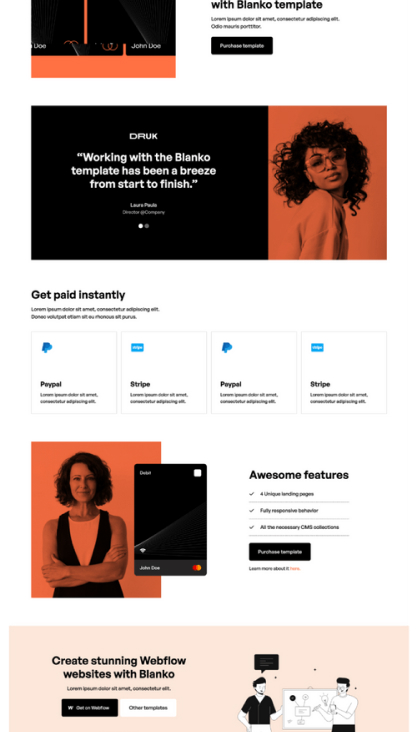 with Blanko template
Lorem ipsum dolor sit amet, consectetur adipiscing elit.
Odio mauris porttitor.
Purchase template
John Doe
John Doe
DRUK
“Working with the Blanko
template has been a breeze
from start to finish.”
Laura Paulo
Director @Company
Get paid instantly
Lorem ipsum dolor sit amet, consectetur adipiscing elit.
Donec volutpat etiam sit eu rhoncus sit purus.
stripe
stripe
Paypal
Stripe
Paypal
Stripe
Lorem ipsum dolor sit amet,
consectetur adipiscing elit.
Lorem ipsum dolor sit amet,
consectetur adipiscing elit.
Lorem ipsum dolor sit amet,
consectetur adipiscing elit.
Lorem ipsum dolor sit amet,
consectetur adipiscing elit.
Debit
John Doe
Awesome features
4 Unique landing pages
Fully responsive behavior
All the necessary CMS collections
Purchase template
Learn more about it here.
Create stunning Webflow
websites with Blanko
Lorem ipsum dolor sit amet, consectetur adipiscing elit.
Get on Webflow
Other templates